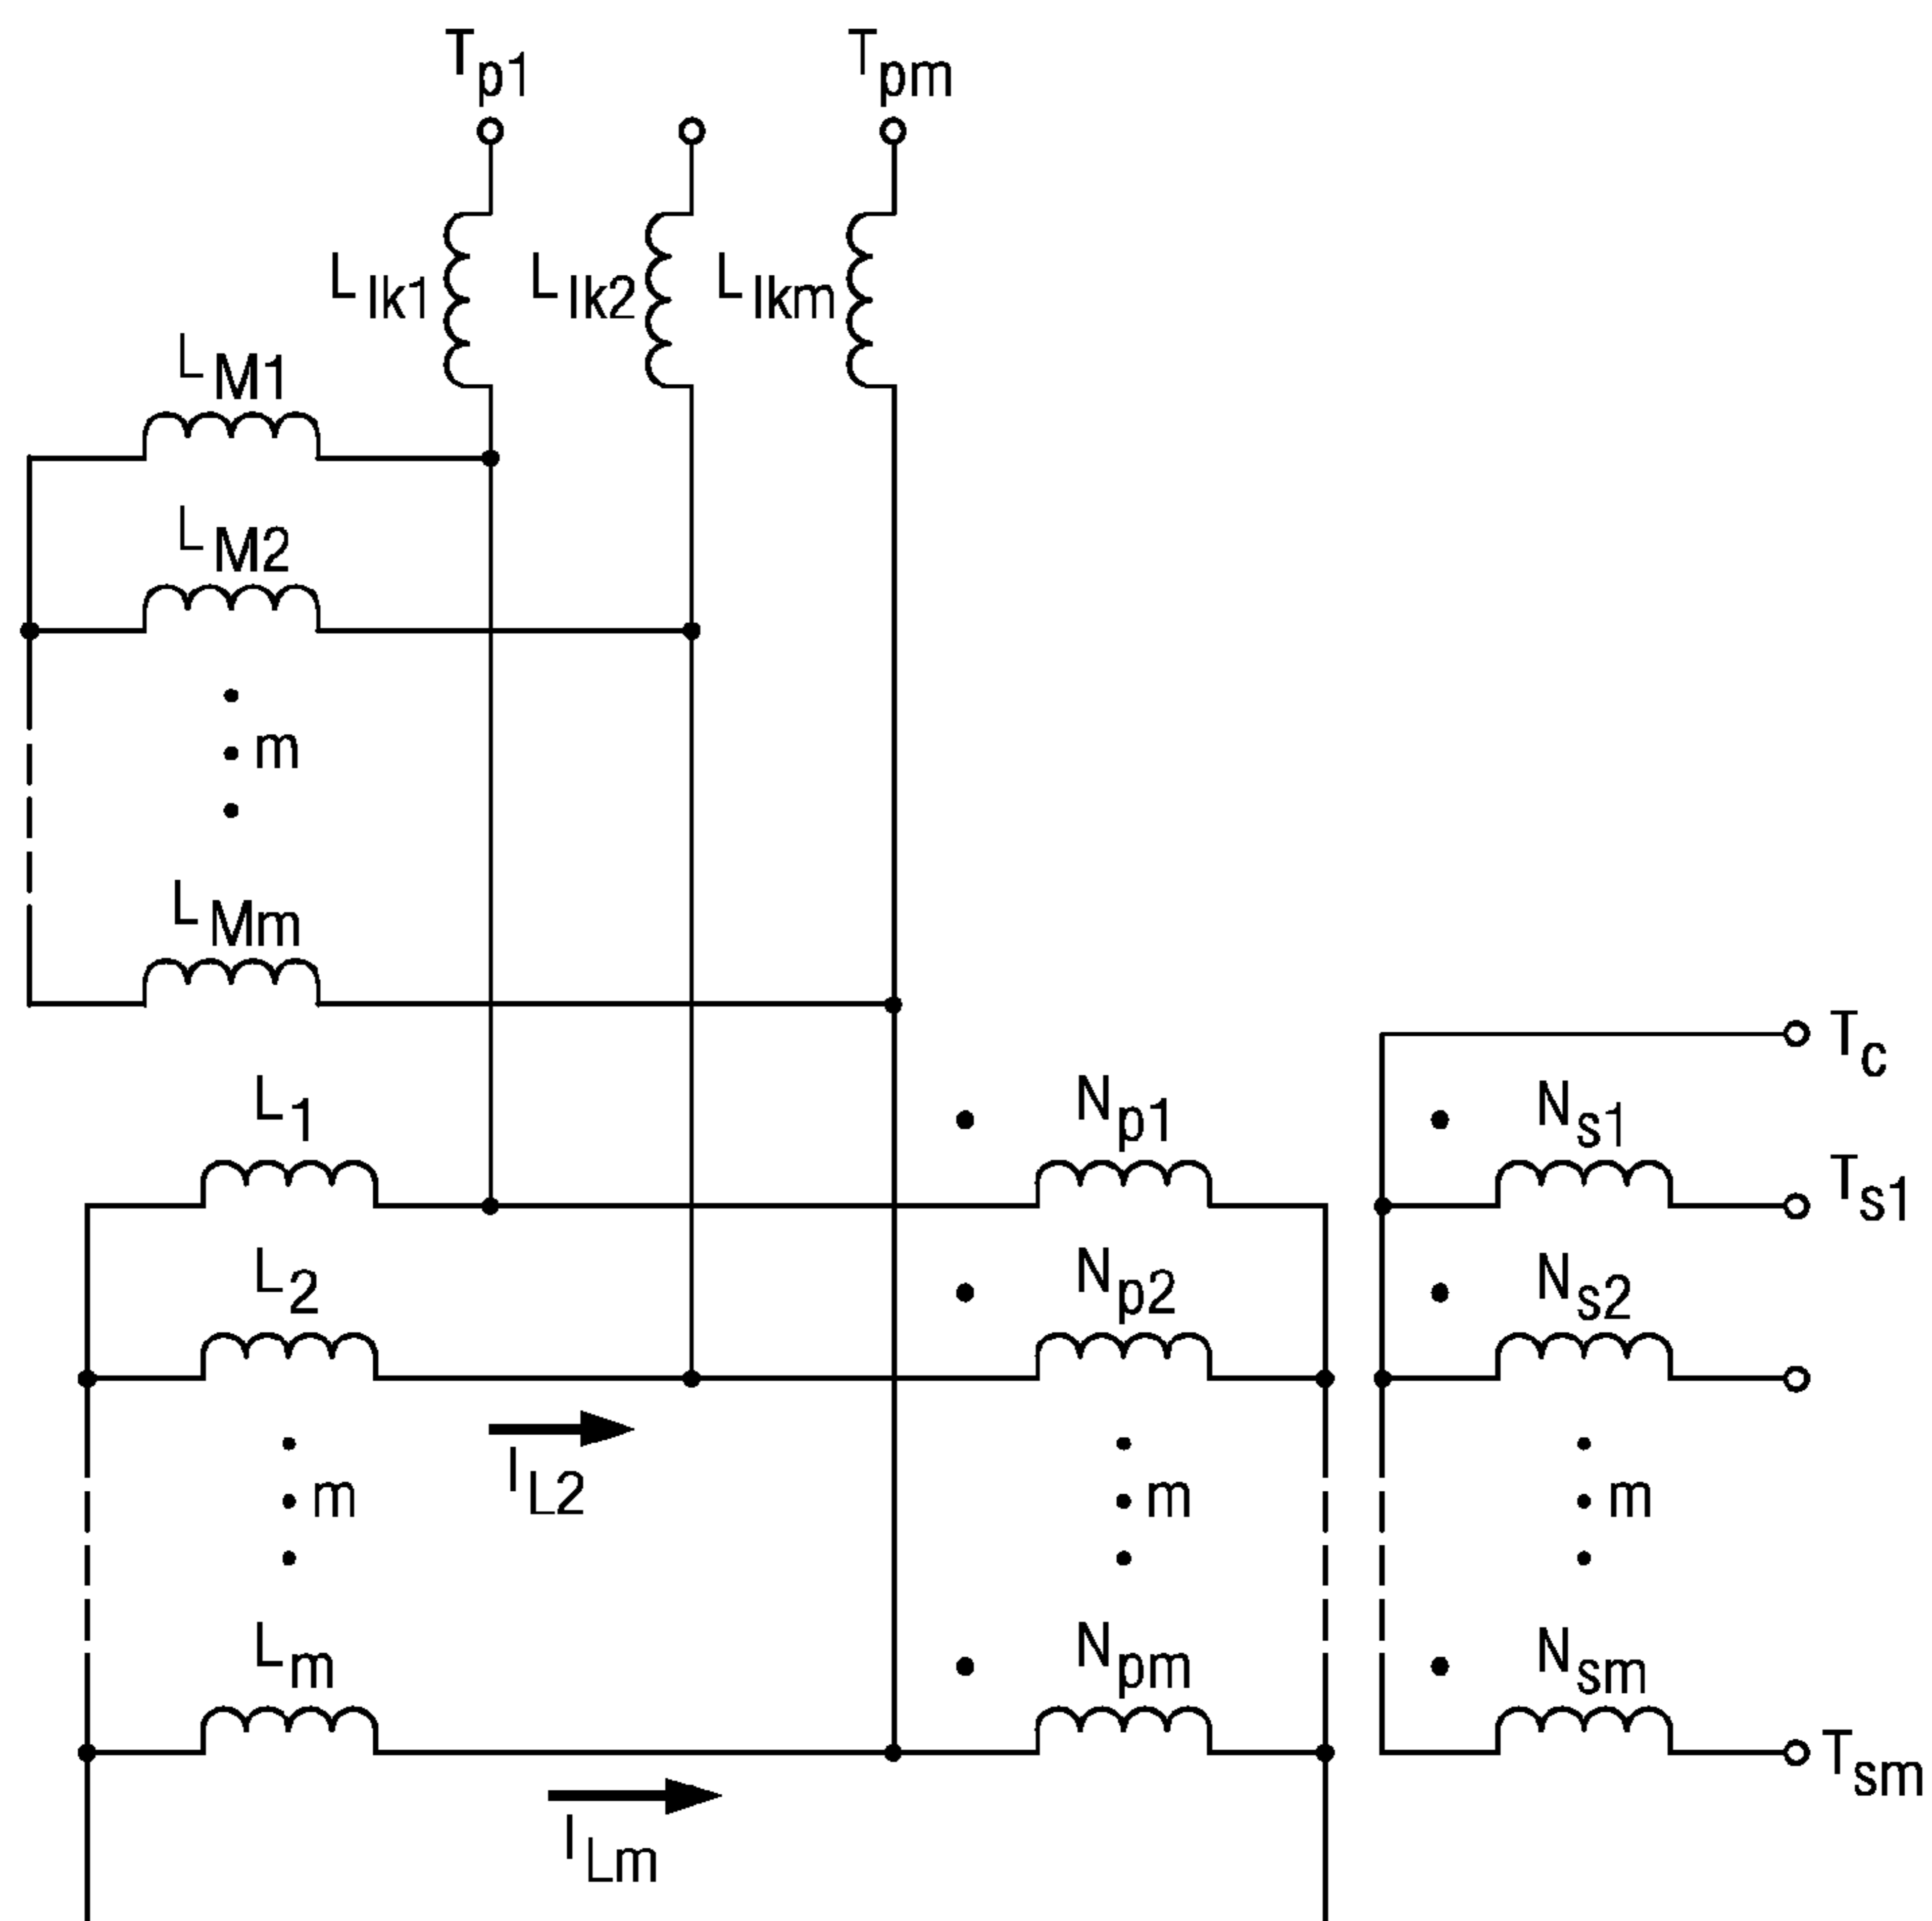 Tp1 Tpm
Llk1 Llk2 Llkm
LM1
LM2
m
LMm
Tc
L1 Np1 Ns1
Ts1
L2 Np2 Ns2
IL2
m m m
Lm Npm Nsm
Tsm
ILm